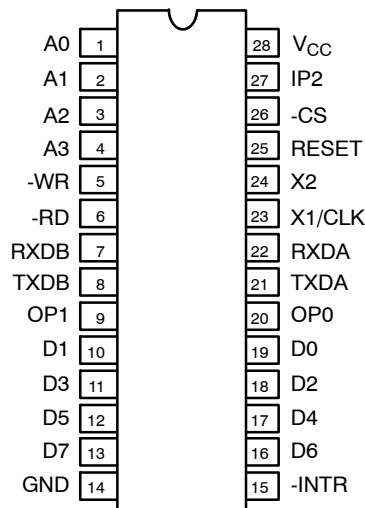 A0 1 28 VCC
A1 2 27 IP2
A2 3 26 -CS
A3 4 25 RESET
-WR 5 24 X2
-RD 6 23 X1/CLK
RXDB 7 22 RXDA
TXDB 8 21 TXDA
OP1 9 20 OP0
D1 10 19 D0
D3 11 18 D2
D5 12 17 D4
D7 13 16 D6
GND 14 15 -INTR